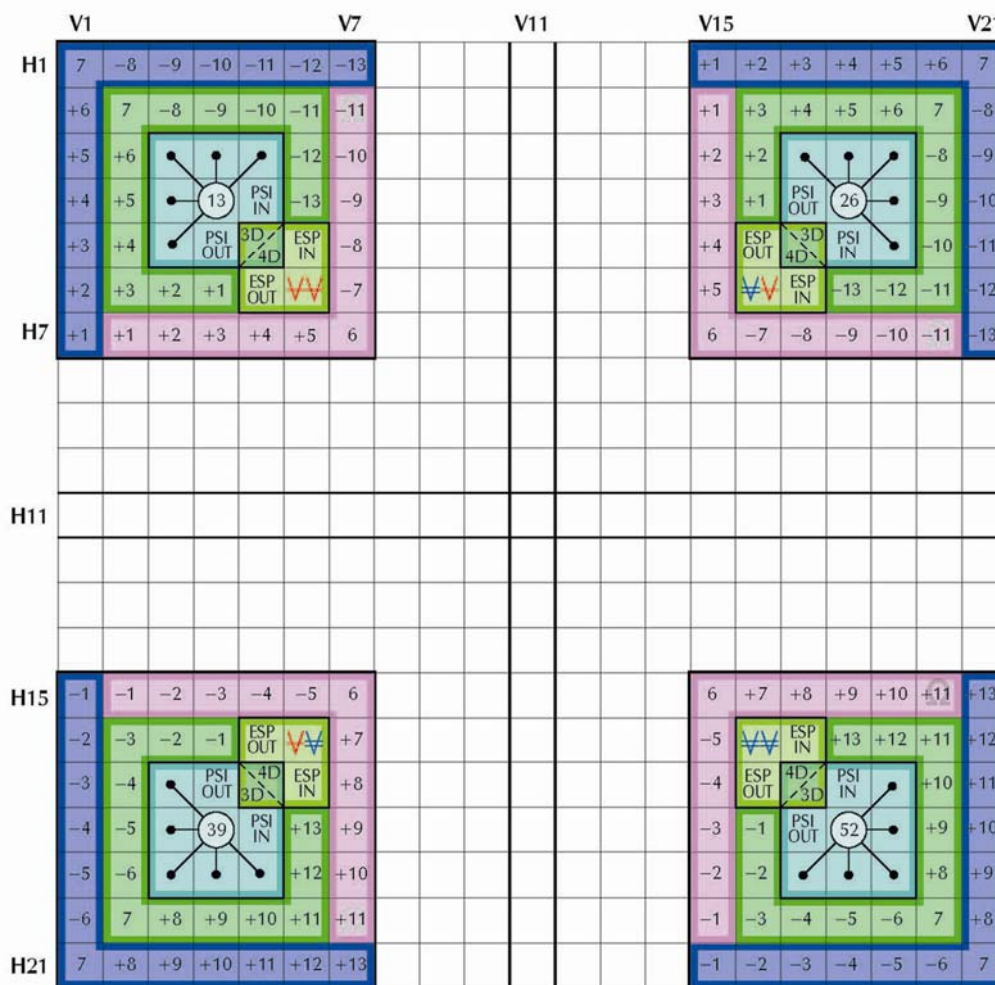 V1 V7 V11 V15 V21
H1 7 −8 −9 −10 −11 −12 −13 +1 +2 +3 +4 +5 +6 7
+6 7 −8 −9 −10 −11 −11 +1 +3 +4 +5 +6 7 −8
+5 +6 −12 −10 +2 +2 −8 −9
+4 +5 13 PSI IN −13 −9 +3 +1 PSI OUT 26 −9 −10
+3 +4 PSI OUT 3D 4D ESP IN −8 +4 ESP OUT 3D 4D PSI IN −10 −11
+2 +3 +2 +1 ESP OUT −7 +5 ESP IN −13 −12 −11 −12
H7 +1 +1 +2 +3 +4 +5 6 6 −7 −8 −9 −10 −11 −13
H11
H15 −1 −1 −2 −3 −4 −5 6 6 +7 +8 +9 +10 +11 Ω +13
−2 −3 −2 −1 ESP OUT +7 −5 ESP IN +13 +12 +11 +12
−3 −4 PSI OUT 4D 3D ESP IN +8 −4 ESP OUT 4D 3D PSI IN +10 +11
−4 −5 39 PSI IN +13 +9 −3 −1 PSI OUT 52 +9 +10
−5 −6 +12 +10 −2 −2 +8 +9
−6 7 +8 +9 +10 +11 +11 −1 −3 −4 −5 −6 7 +8
H21 7 +8 +9 +10 +11 +12 +13 −1 −2 −3 −4 −5 −6 7